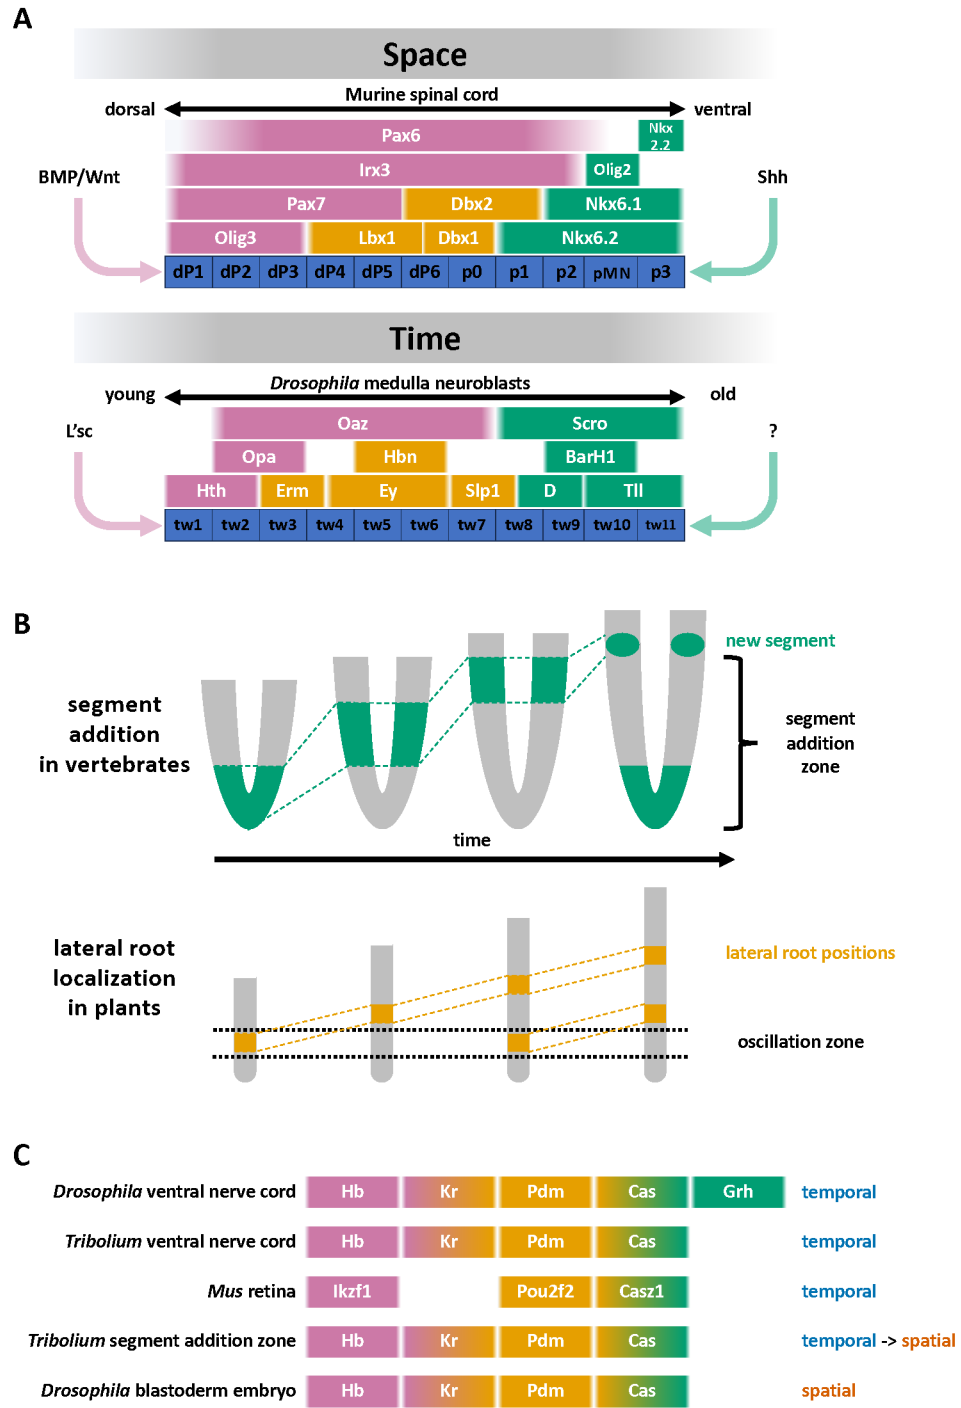 A
Space
Murine spinal cord
dorsal
ventral
Pax6
Nkx
2.2
Irx3
Olig2
BMP/Wnt
Shh
Pax7
Dbx2
Nkx6.1
Olig3
Lbx1
Dbx1
Nkx6.2
dP1 dP2 dP3 dP4 dP5 dP6 p0 p1 p2 pMN p3
Time
Drosophila medulla neuroblasts
young
old
Oaz
Scro
L'sc
?
Opa
Hbn
BarH1
Hth
Erm
Ey
Slp1
D
Tll
tw1 tw2 tw3 tw4 tw5 tw6 tw7 tw8 tw9 tw10 tw11
B
new segment
segment
addition
in vertebrates
segment
addition
zone
time
lateral root
localization
in plants
lateral root positions
oscillation zone
C
Drosophila ventral nerve cord Hb Kr Pdm Cas Grh temporal
Tribolium ventral nerve cord Hb Kr Pdm Cas temporal
Mus retina Ikzf1 Pou2f2 Casz1 temporal
Tribolium segment addition zone Hb Kr Pdm Cas temporal -> spatial
Drosophila blastoderm embryo Hb Kr Pdm Cas spatial